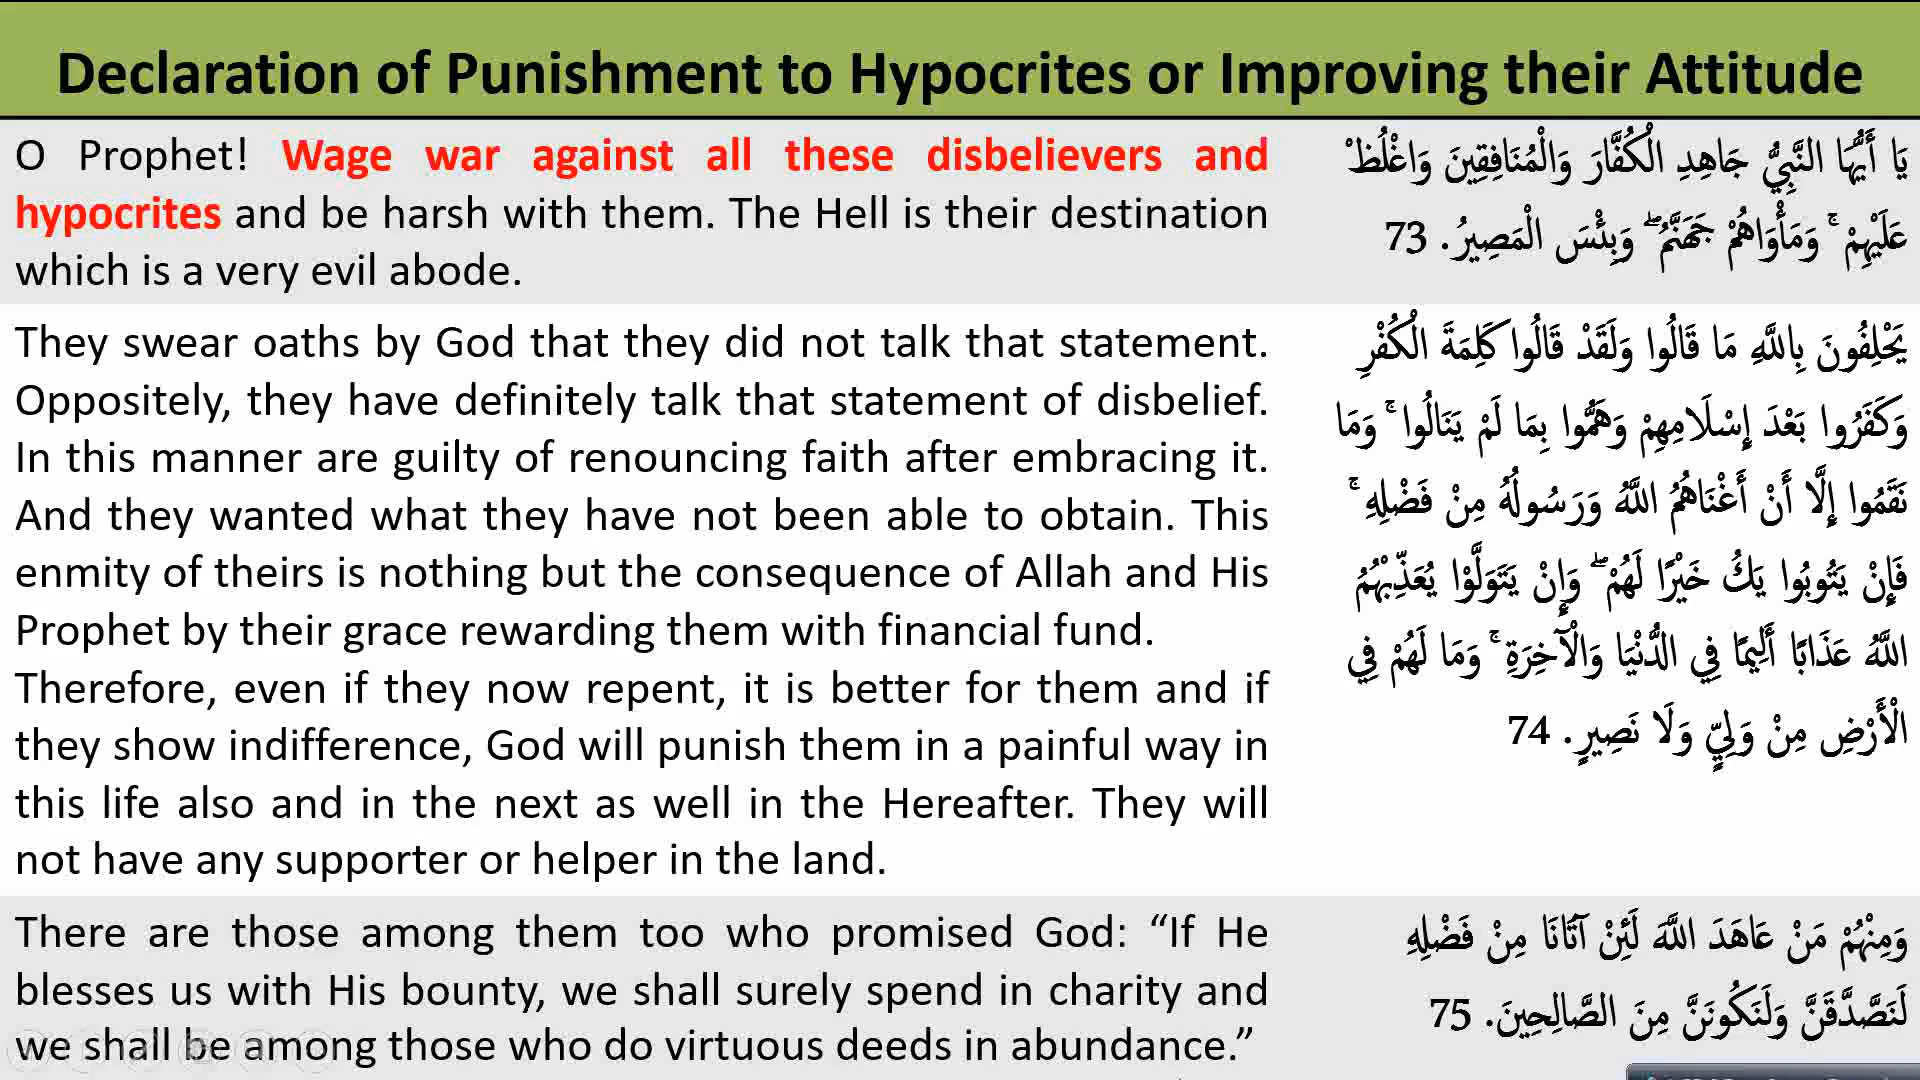 Declaration of Punishment to Hypocrites or Improving their Attitude
O Prophet! Wage war against all these disbelievers and
hypocrites and be harsh with them. The Hell is their destination
which is a very evil abode.
يَا أَيُّهَا النَّبِيُّ جَاهِدِ الْكُفَّارَ وَالْمُنَافِقِينَ وَاغْلُظْ
عَلَيْهِمْ ۚ وَمَأْوَاهُمْ جَهَنَّمُ ۖ وَبِئْسَ الْمَصِيرُ. 73
They swear oaths by God that they did not talk that statement.
Oppositely, they have definitely talk that statement of disbelief.
In this manner are guilty of renouncing faith after embracing it.
And they wanted what they have not been able to obtain. This
enmity of theirs is nothing but the consequence of Allah and His
Prophet by their grace rewarding them with financial fund.
Therefore, even if they now repent, it is better for them and if
they show indifference, God will punish them in a painful way in
this life also and in the next as well in the Hereafter. They will
not have any supporter or helper in the land.
يَحْلِفُونَ بِاللَّهِ مَا قَالُوا وَلَقَدْ قَالُوا كَلِمَةَ الْكُفْرِ
وَكَفَرُوا بَعْدَ إِسْلَامِهِمْ وَهَمُّوا بِمَا لَمْ يَنَالُوا ۚ وَمَا
نَقَمُوا إِلَّا أَنْ أَغْنَاهُمُ اللَّهُ وَرَسُولُهُ مِنْ فَضْلِهِ ۚ
فَإِنْ يَتُوبُوا يَكُ خَيْرًا لَهُمْ ۖ وَإِنْ يَتَوَلَّوْا يُعَذِّبْهُمُ
اللَّهُ عَذَابًا أَلِيمًا فِي الدُّنْيَا وَالْآخِرَةِ ۚ وَمَا لَهُمْ فِي
الْأَرْضِ مِنْ وَلِيٍّ وَلَا نَصِيرٍ. 74
There are those among them too who promised God: “If He
blesses us with His bounty, we shall surely spend in charity and
we shall be among those who do virtuous deeds in abundance.”
وَمِنْهُمْ مَنْ عَاهَدَ اللَّهَ لَئِنْ آتَانَا مِنْ فَضْلِهِ
لَنَصَّدَّقَنَّ وَلَنَكُونَنَّ مِنَ الصَّالِحِينَ. 75